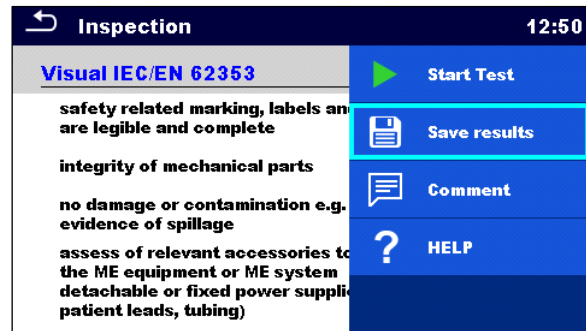 Inspection 12:50
Visual IEC/EN 62353
safety related marking, labels an
are legible and complete
integrity of mechanical parts
no damage or contamination e.g.
evidence of spillage
assess of relevant accessories to
the ME equipment or ME system
detachable or fixed power supplie
patient leads, tubing)
Start Test
Save results
Comment
HELP